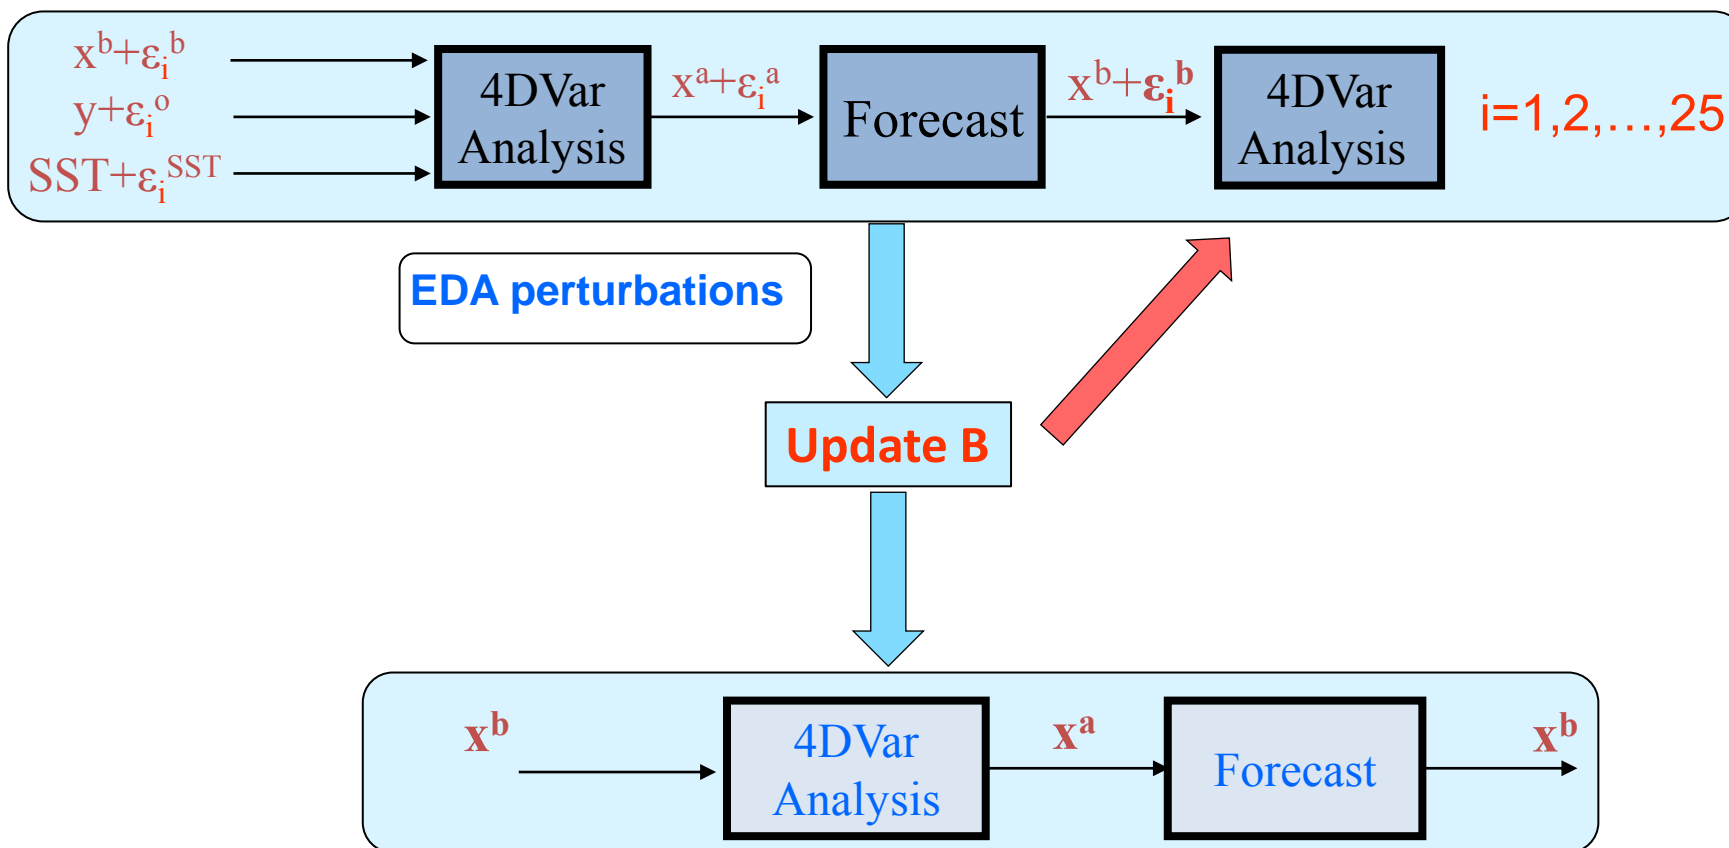 xᵇ+εᵢᵇ
y+εᵢᵒ
SST+εᵢˢˢᵀ
4DVar
Analysis
xᵃ+εᵢᵃ
Forecast
xᵇ+εᵢᵇ
4DVar
Analysis
i=1,2,…,25
EDA perturbations
Update B
xᵇ
4DVar
Analysis
xᵃ
Forecast
xᵇ